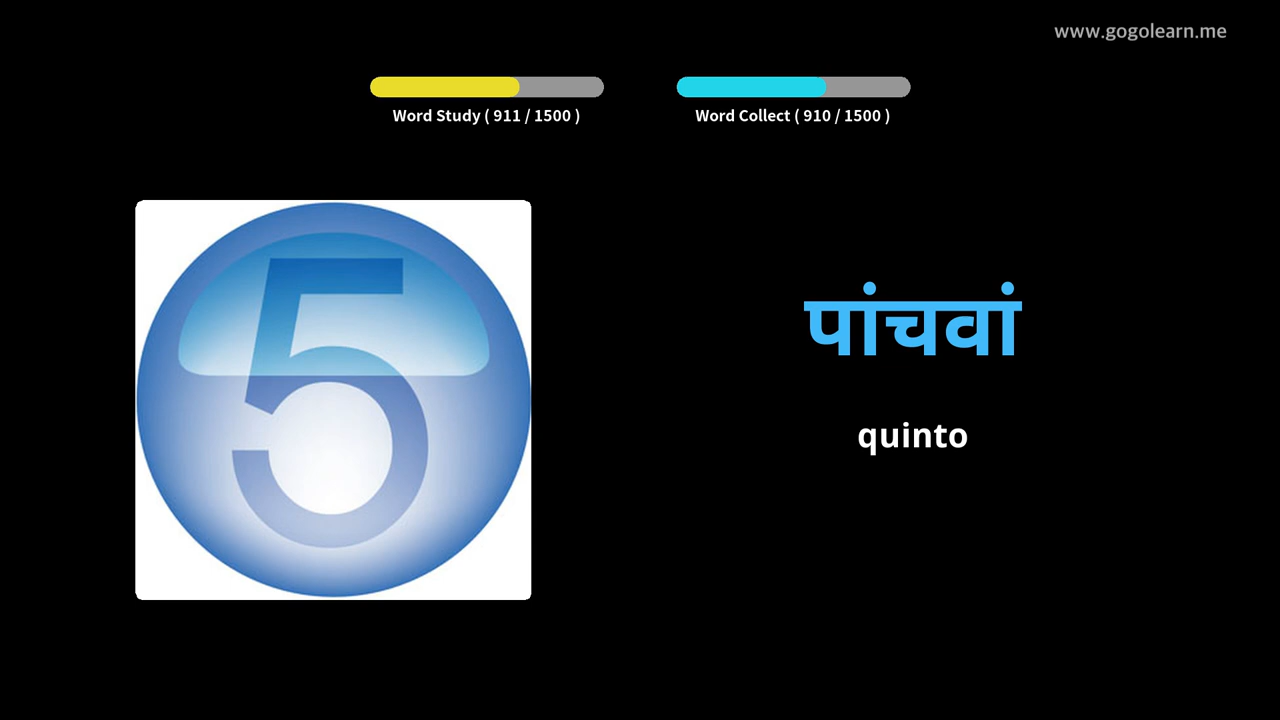 www.gogolearn.me
Word Study ( 911 / 1500 )
Word Collect ( 910 / 1500 )
5
पांचवां
quinto